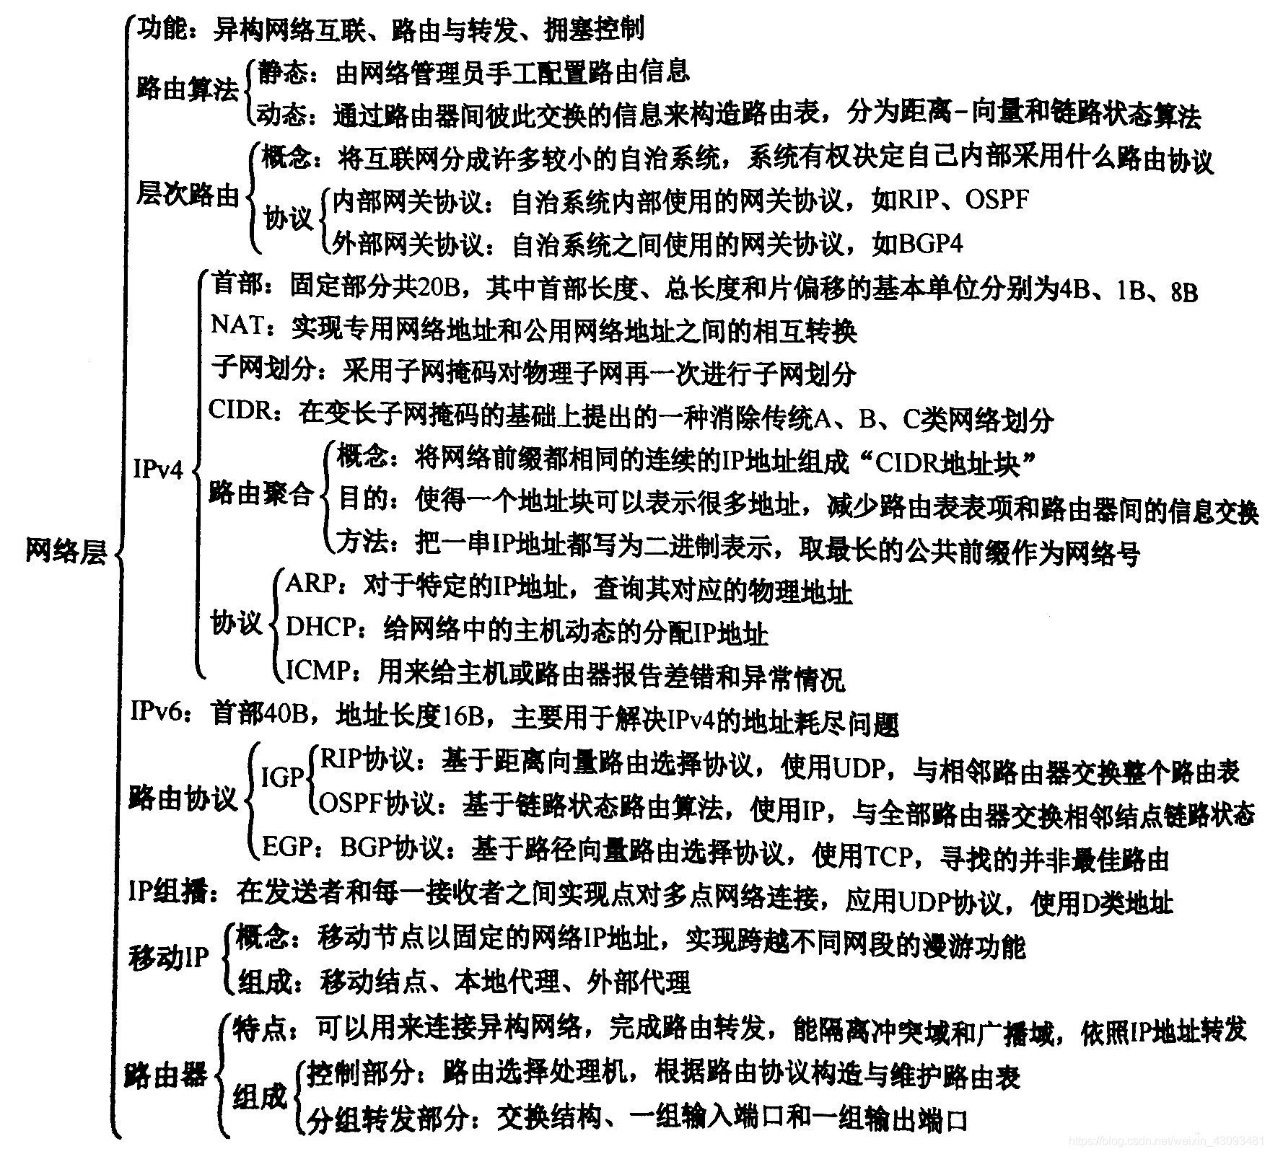 功能：异构网络互联、路由与转发、拥塞控制
路由算法
静态：由网络管理员手工配置路由信息
动态：通过路由器间彼此交换的信息来构造路由表，分为距离-向量和链路状态算法
层次路由
概念：将互联网分成许多较小的自治系统，系统有权决定自己内部采用什么路由协议
协议
内部网关协议：自治系统内部使用的网关协议，如RIP、OSPF
外部网关协议：自治系统之间使用的网关协议，如BGP4
首部：固定部分共20B，其中首部长度、总长度和片偏移的基本单位分别为4B、1B、8B
NAT：实现专用网络地址和公用网络地址之间的相互转换
子网划分：采用子网掩码对物理子网再一次进行子网划分
CIDR：在变长子网掩码的基础上提出的一种消除传统A、B、C类网络划分
IPv4
路由聚合
概念：将网络前缀都相同的连续的IP地址组成“CIDR地址块”
目的：使得一个地址块可以表示很多地址，减少路由表表项和路由器间的信息交换
方法：把一串IP地址都写为二进制表示，取最长的公共前缀作为网络号
网络层
协议
ARP：对于特定的IP地址，查询其对应的物理地址
DHCP：给网络中的主机动态的分配IP地址
ICMP：用来给主机或路由器报告差错和异常情况
IPv6：首部40B，地址长度16B，主要用于解决IPv4的地址耗尽问题
路由协议
IGP
RIP协议：基于距离向量路由选择协议，使用UDP，与相邻路由器交换整个路由表
OSPF协议：基于链路状态路由算法，使用IP，与全部路由器交换相邻结点链路状态
EGP：BGP协议：基于路径向量路由选择协议，使用TCP，寻找的并非最佳路由
IP组播：在发送者和每一接收者之间实现点对多点网络连接，应用UDP协议，使用D类地址
移动IP
概念：移动节点以固定的网络IP地址，实现跨越不同网段的漫游功能
组成：移动结点、本地代理、外部代理
路由器
特点：可以用来连接异构网络，完成路由转发，能隔离冲突域和广播域，依照IP地址转发
组成
控制部分：路由选择处理机，根据路由协议构造与维护路由表
分组转发部分：交换结构、一组输入端口和一组输出端口
https://blog.csdn.net/weixin_43093481